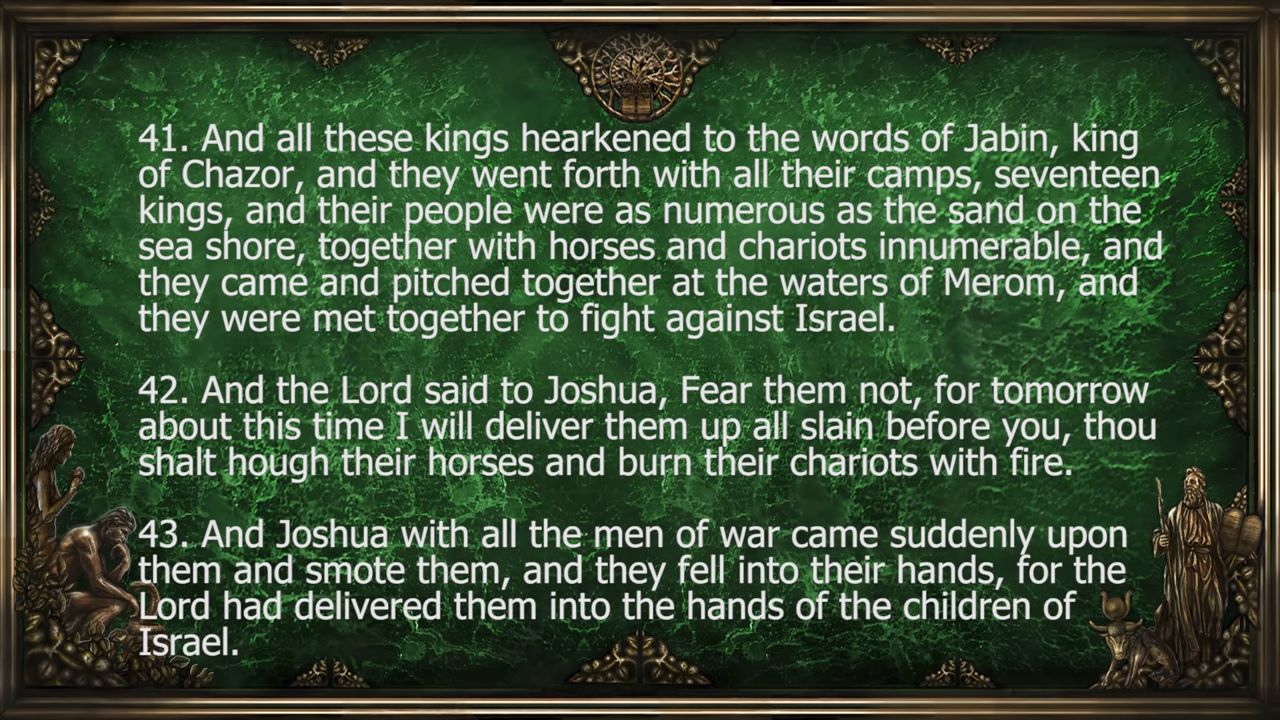 41. And all these kings hearkened to the words of Jabin, king
of Chazor, and they went forth with all their camps, seventeen
kings, and their people were as numerous as the sand on the
sea shore, together with horses and chariots innumerable, and
they came and pitched together at the waters of Merom, and
they were met together to fight against Israel.
42. And the Lord said to Joshua, Fear them not, for tomorrow
about this time I will deliver them up all slain before you, thou
shalt hough their horses and burn their chariots with fire.
43. And Joshua with all the men of war came suddenly upon
them and smote them, and they fell into their hands, for the
Lord had delivered them into the hands of the children of
Israel.